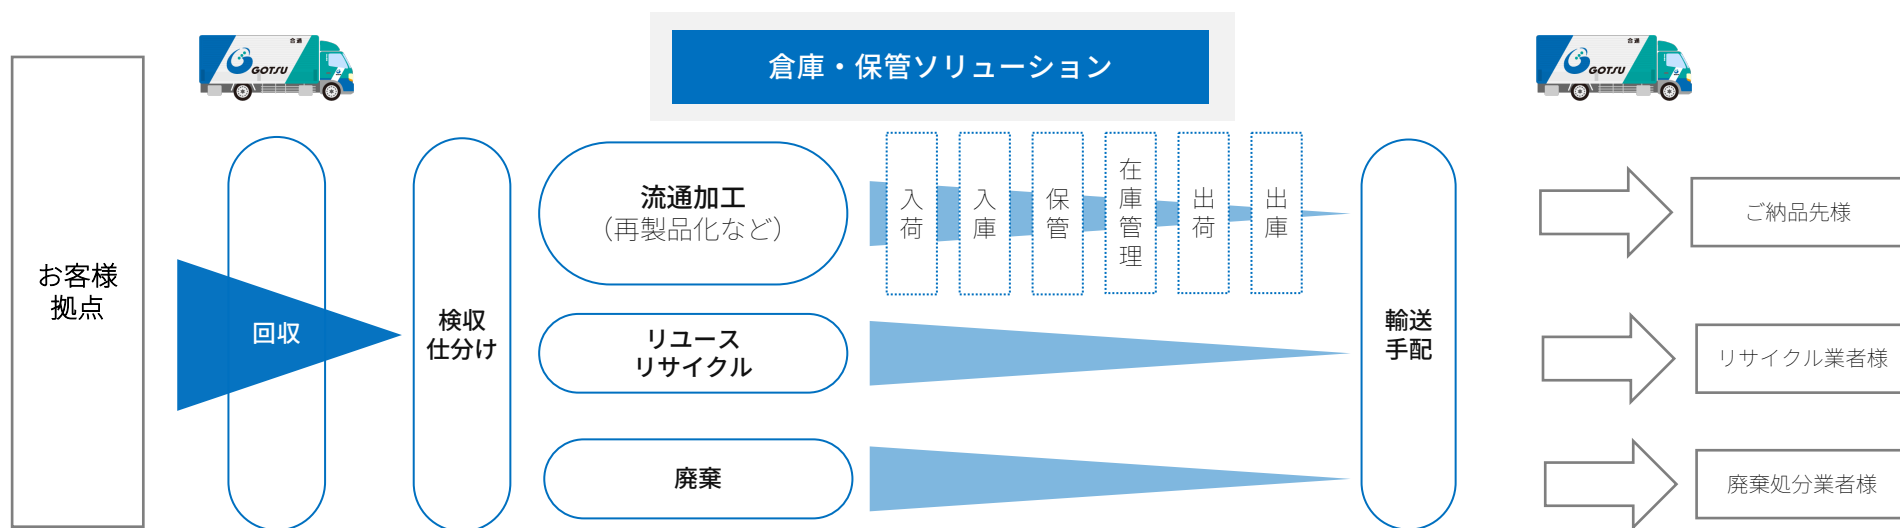 合通
GOTSU
倉庫・保管ソリューション
合通
GOTSU
お客様
拠点
回収
検収
仕分け
流通加工
（再製品化など）
入荷
入庫
保管
在庫管理
出荷
出庫
リユース
リサイクル
廃棄
輸送
手配
ご納品先様
リサイクル業者様
廃棄処分業者様